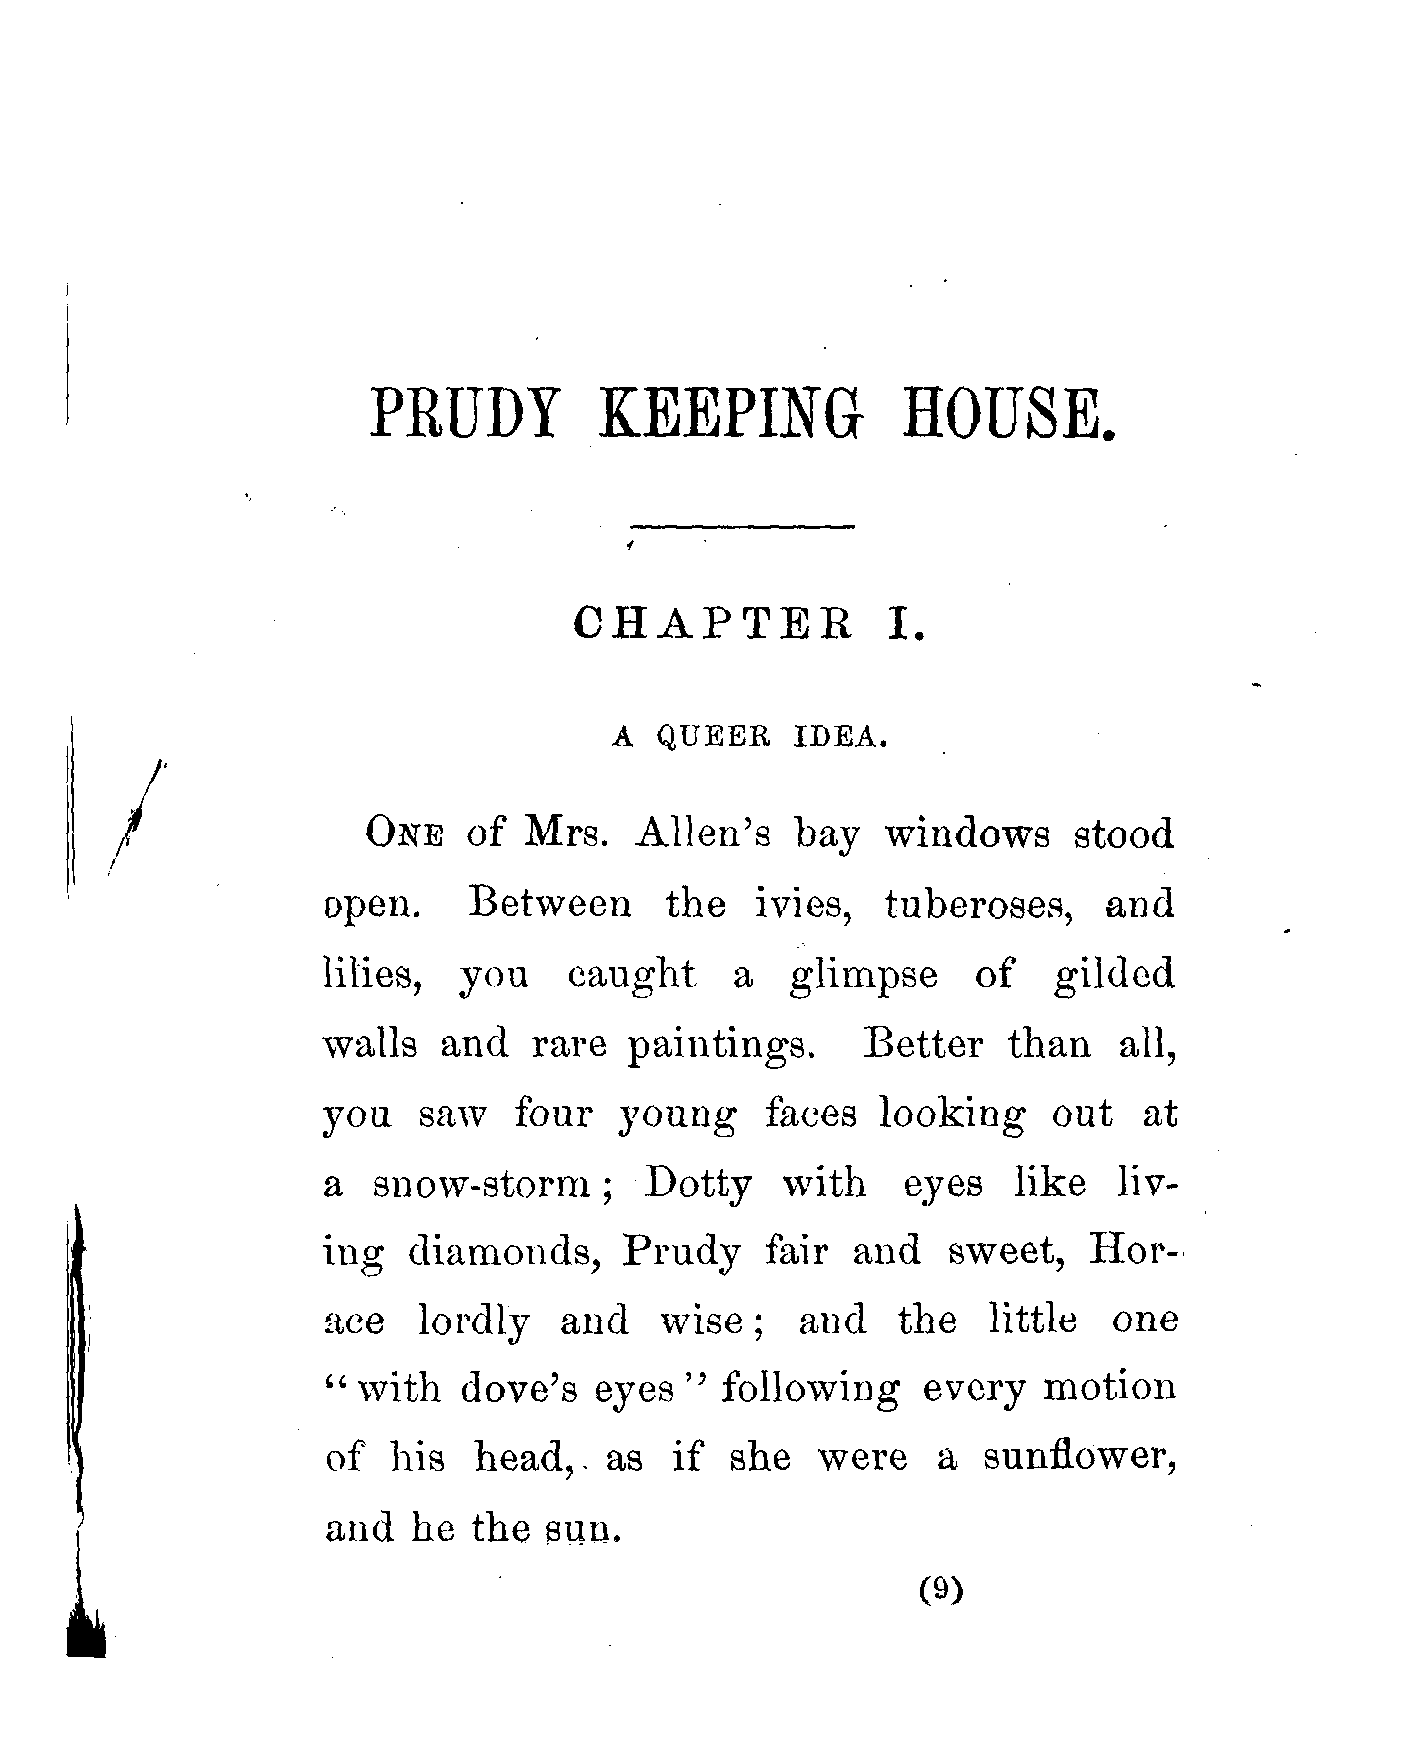 PRUDY KEEPING HOUSE.
CHAPTER I.
A QUEER IDEA.
ONE of Mrs. Allen's bay windows stood
open. Between the ivies, tuberoses, and
lilies, you caught a glimpse of gilded
walls and rare paintings. Better than all,
you saw four young faces looking out at
a snow-storm; Dotty with eyes like liv-
ing diamonds, Prudy fair and sweet, Hor-
ace lordly and wise; and the little one
"with dove's eyes" following every motion
of his head, as if she were a sunflower,
and he the sun.
(9)